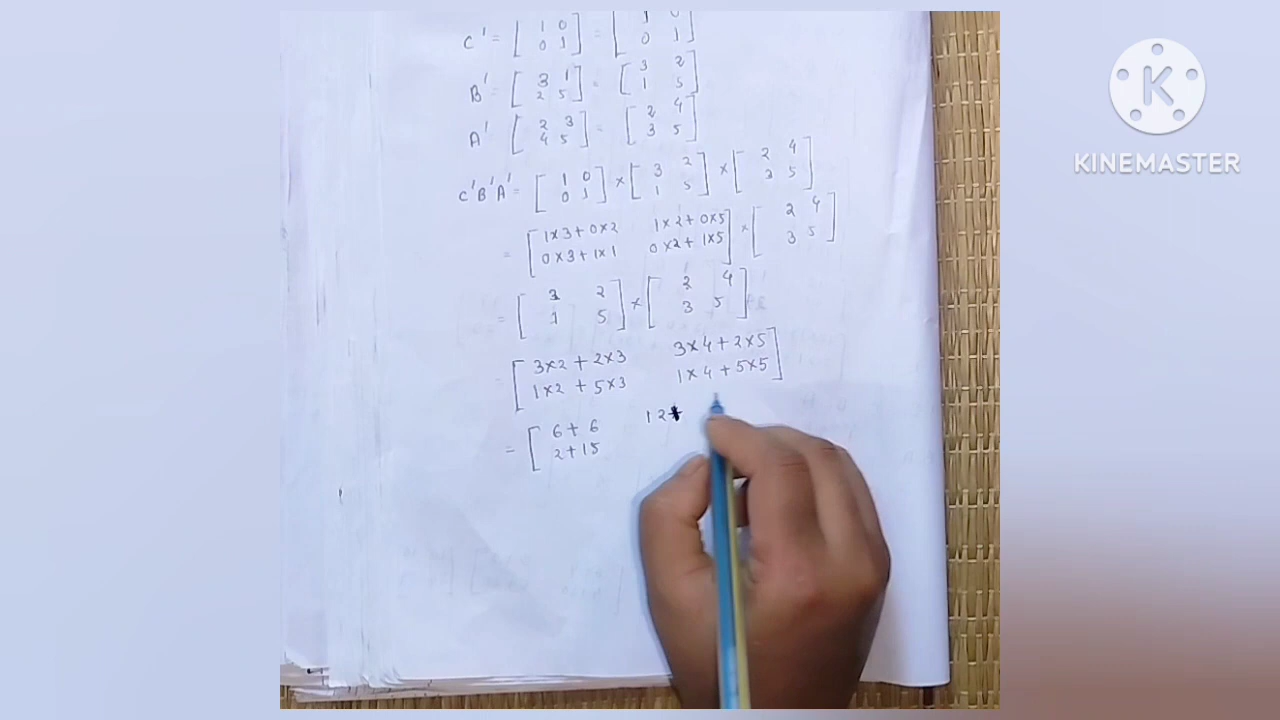 C' = [ 1 0 0 1 ] = [ 1 0 0 1 ]
B' = [ 3 1 2 5 ] = [ 3 2 1 5 ]
A' [ 2 3 4 5 ] = [ 2 4 3 5 ]
C'B'A' = [ 1 0 0 1 ] × [ 3 2 1 5 ] × [ 2 4 3 5 ]
= [ 1×3+0×2 1×2+0×5 0×3+1×1 0×2+1×5 ] × [ 2 4 3 5 ]
= [ 3 2 1 5 ] × [ 2 4 3 5 ]
= [ 3×2+2×3 3×4+2×5 1×2+5×3 1×4+5×5 ]
= [ 6+6 12+ 2+15
KINEMASTER